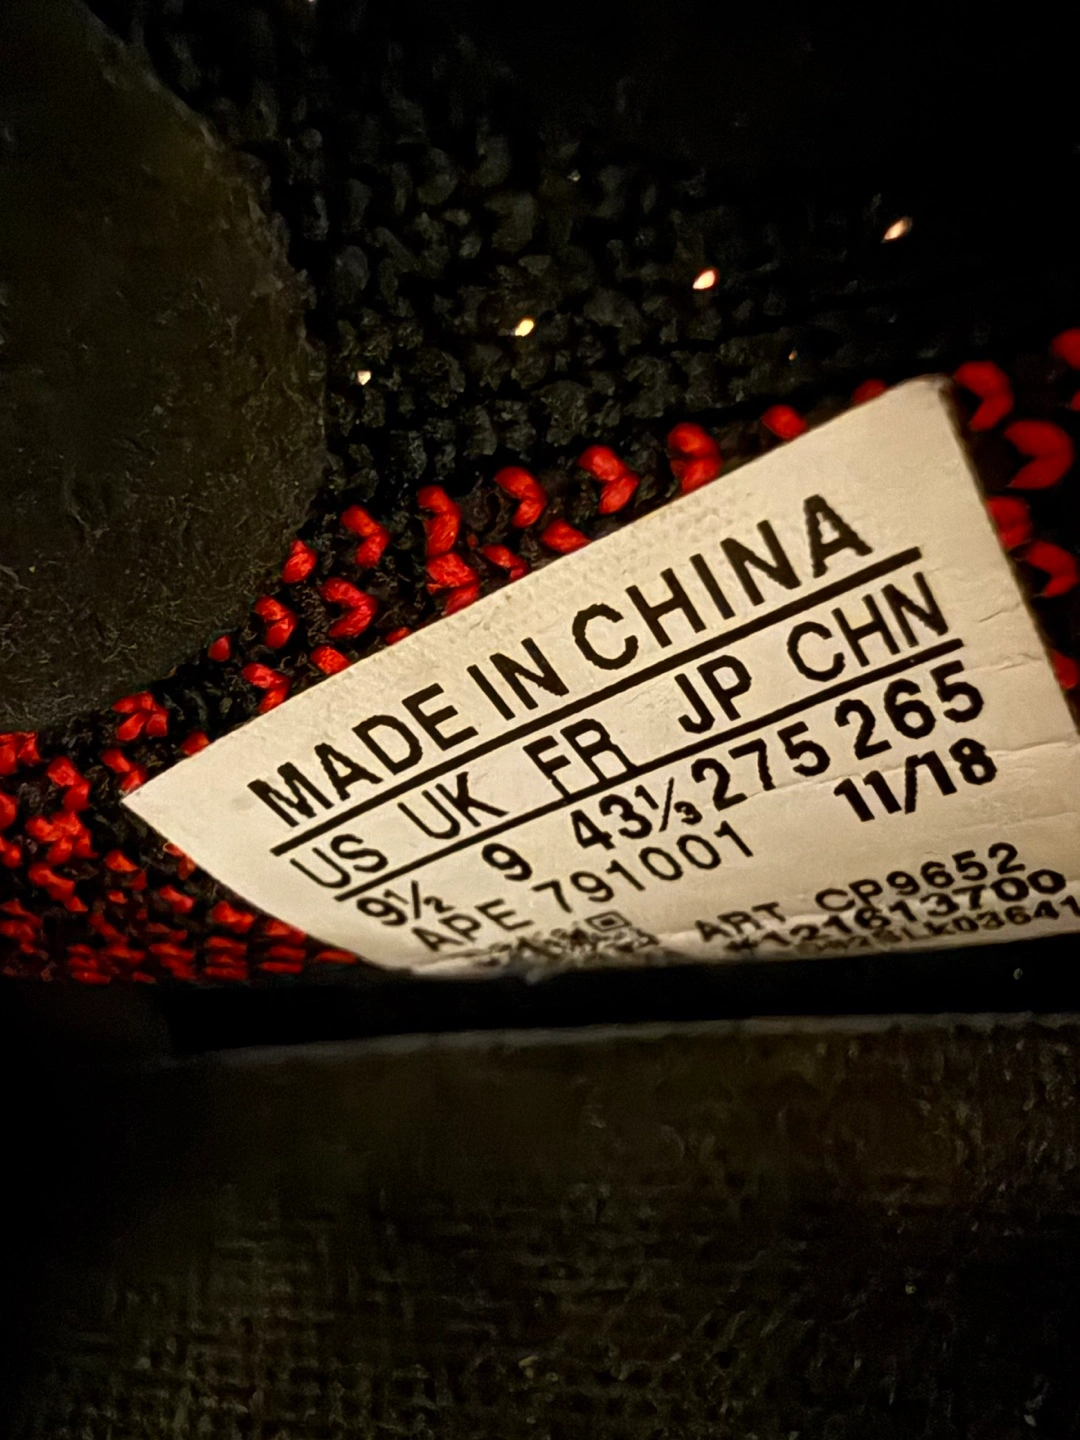 MADE IN CHINA
US UK FR JP CHN
9½ 9 43⅓ 275 265
11/18
APE 791001
ART CP9652
#121613700